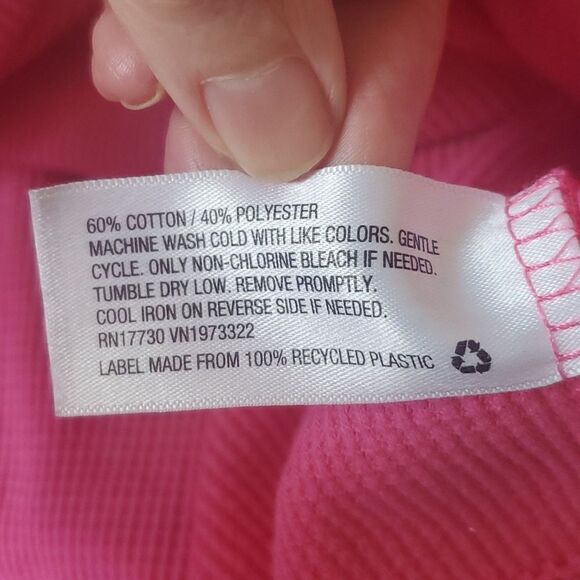 60% COTTON / 40% POLYESTER
MACHINE WASH COLD WITH LIKE COLORS. GENTLE
CYCLE. ONLY NON-CHLORINE BLEACH IF NEEDED.
TUMBLE DRY LOW. REMOVE PROMPTLY.
COOL IRON ON REVERSE SIDE IF NEEDED.
RN17730 VN1973322
LABEL MADE FROM 100% RECYCLED PLASTIC